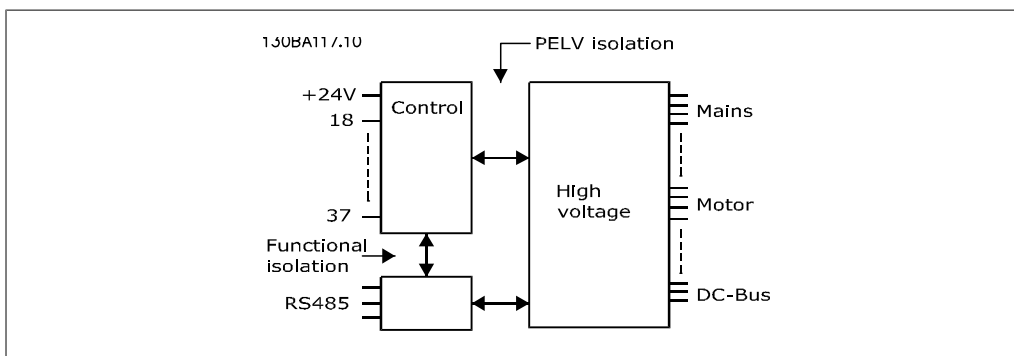 130BA117.10
PELV isolation
+24V
Control
18
Mains
High
voltage
37
Motor
Functional
isolation
RS485
DC-Bus